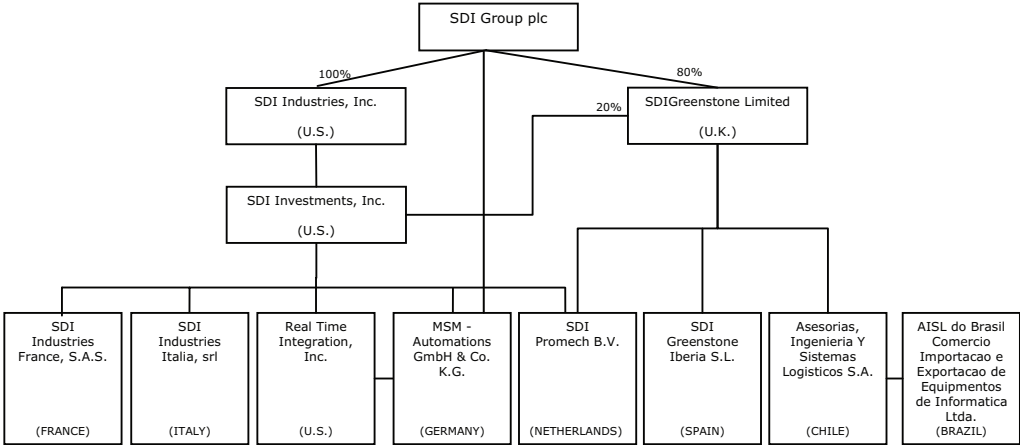 SDI Group plc
100%
80%
SDI Industries, Inc.
(U.S.)
SDIGreenstone Limited
(U.K.)
20%
SDI Investments, Inc.
(U.S.)
SDI
Industries
France, S.A.S.
(FRANCE)
SDI
Industries
Italia, srl
(ITALY)
Real Time
Integration,
Inc.
(U.S.)
MSM -
Automations
GmbH & Co.
K.G.
(GERMANY)
SDI
Promech B.V.
(NETHERLANDS)
SDI
Greenstone
Iberia S.L.
(SPAIN)
Asesorias,
Ingenieria Y
Sistemas
Logisticos S.A.
(CHILE)
AISL do Brasil
Comercio
Importacao e
Exportacao de
Equipmentos
de Informatica
Ltda.
(BRAZIL)